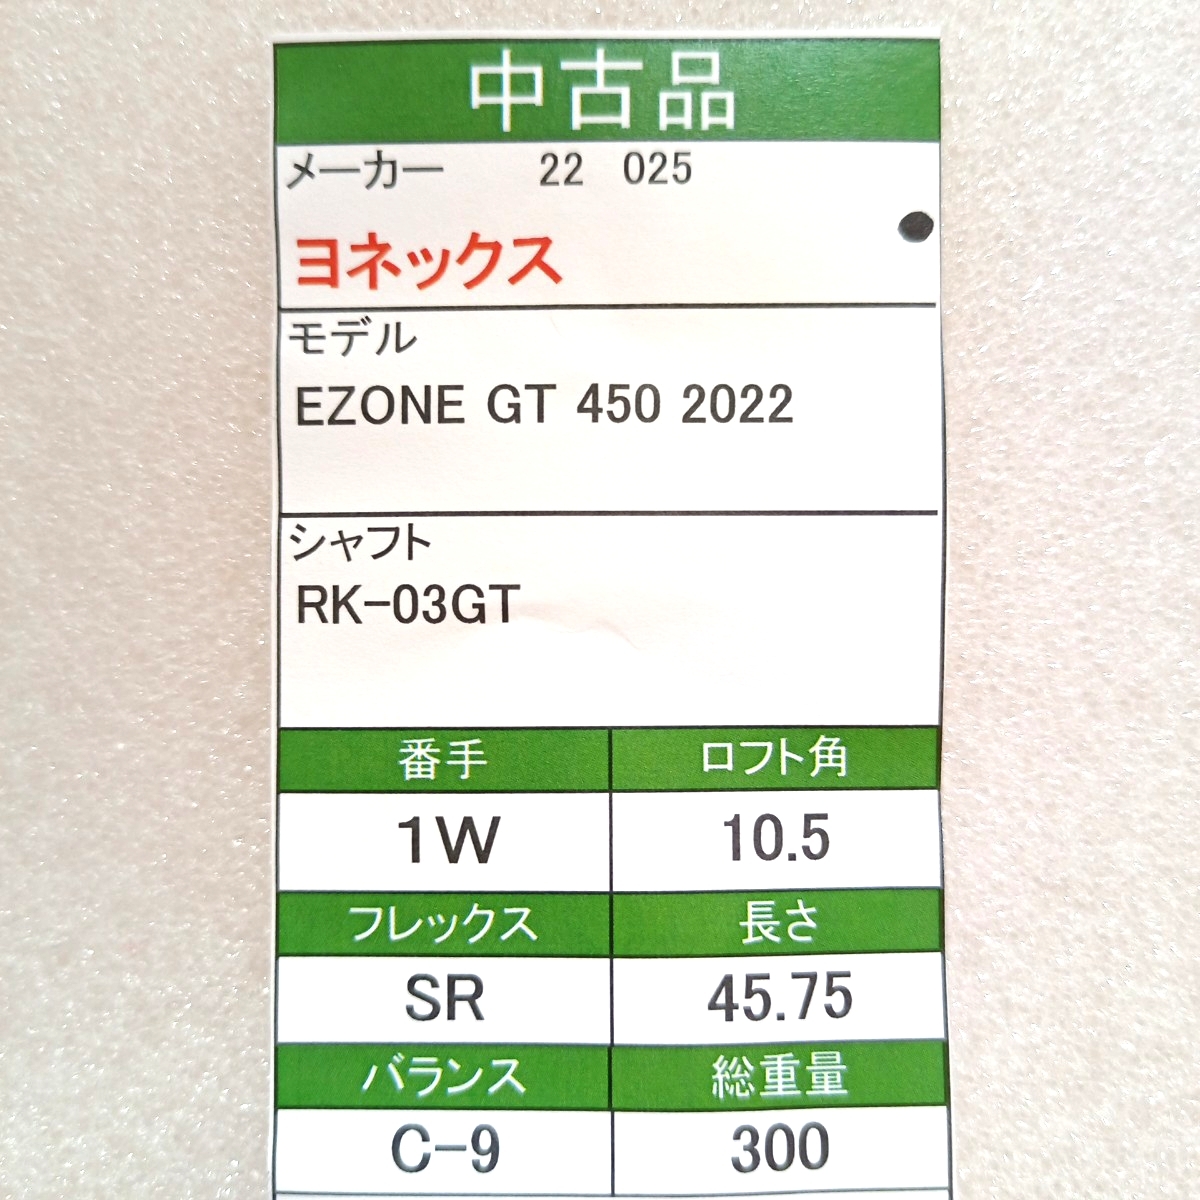 中古品
メーカー 22 025
ヨネックス
モデル
EZONE GT 450 2022
シャフト
RK-03GT
番手 ロフト角
1W 10.5
フレックス 長さ
SR 45.75
バランス 総重量
C-9 300